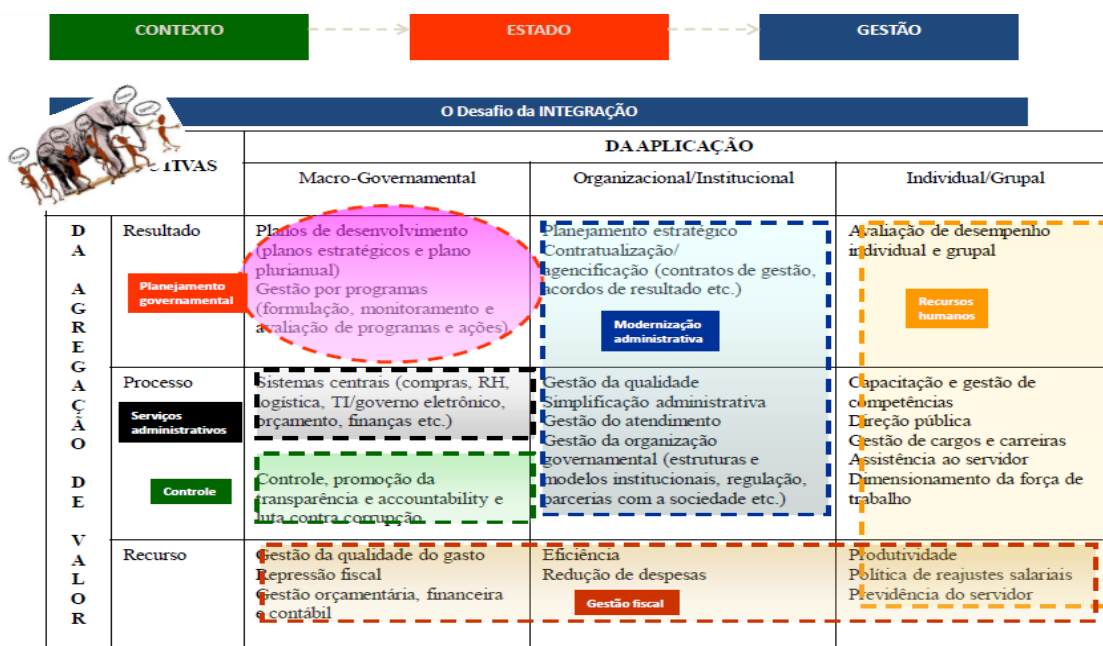 CONTEXTO
ESTADO
GESTÃO
O Desafio da INTEGRAÇÃO
DA APLICAÇÃO
Macro-Governamental
Organizacional/Institucional
Individual/Grupal
DA AGREGAÇÃO DE VALOR
Resultado
Planejamento
governamental
Planos de desenvolvimento
(planos estratégicos e plano
plurianual)
Gestão por programas
(formulação, monitoramento e
avaliação de programas e ações)
Planejamento estratégico
Contratualização/
agencificação (contratos de gestão,
acordos de resultado etc.)
Modernização
administrativa
Avaliação de desempenho
individual e grupal
Recursos
humanos
Processo
Serviços
administrativos
Controle
Sistemas centrais (compras, RH,
logística, TI/governo eletrônico,
orçamento, finanças etc.)
Controle, promoção da
transparência e accountability e
luta contra corrupção
Gestão da qualidade
Simplificação administrativa
Gestão do atendimento
Gestão da organização
governamental (estruturas e
modelos institucionais, regulação,
parcerias com a sociedade etc.)
Capacitação e gestão de
competências
Direção pública
Gestão de cargos e carreiras
Assistência ao servidor
Dimensionamento da força de
trabalho
Recurso
Gestão da qualidade do gasto
Repressão fiscal
Gestão orçamentária, financeira
e contábil
Eficiência
Redução de despesas
Gestão fiscal
Produtividade
Política de reajustes salariais
Previdência do servidor